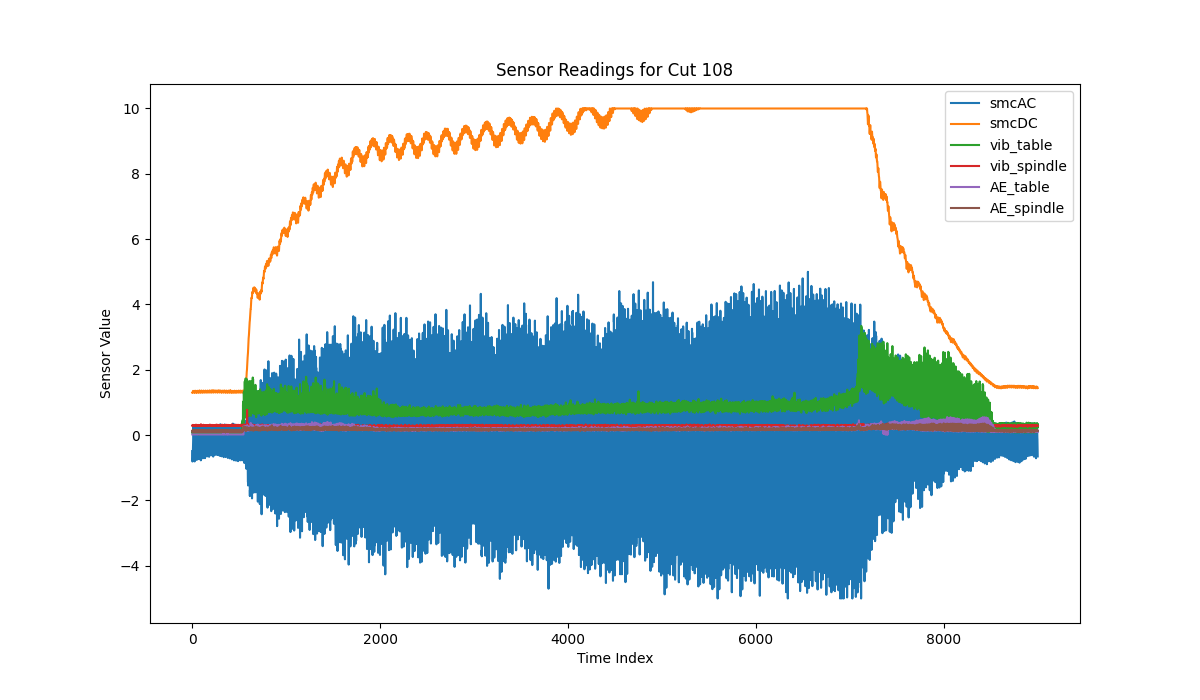 Sensor Readings for Cut 108
10
8
6
4
2
0
−2
−4
Sensor Value
0 2000 4000 6000 8000
Time Index
smcAC
smcDC
vib_table
vib_spindle
AE_table
AE_spindle